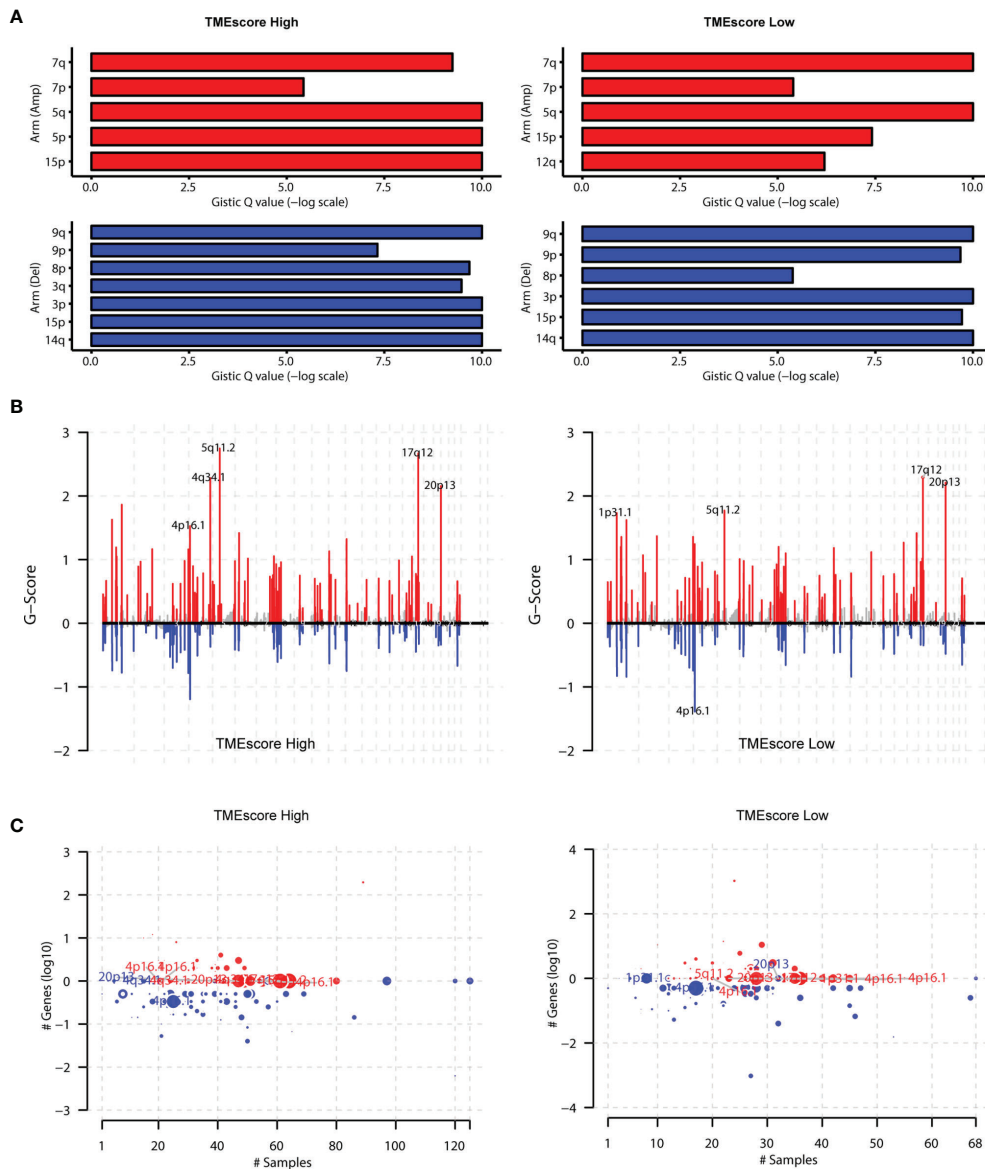 A
TMEscore High
TMEscore Low
Arm (Amp)
7q
7p
5q
5p
15p
0.0 2.5 5.0 7.5 10.0
Gistic Q value (−log scale)
Arm (Amp)
7q
7p
5q
15p
12q
0.0 2.5 5.0 7.5 10.0
Gistic Q value (−log scale)
Arm (Del)
9q
9p
8p
3q
3p
15p
14q
0.0 2.5 5.0 7.5 10.0
Gistic Q value (−log scale)
Arm (Del)
9q
9p
8p
3p
15p
14q
0.0 2.5 5.0 7.5 10.0
Gistic Q value (−log scale)
B
G−Score
3
2
1
0
−1
−2
5q11.2
17q12
4q34.1
20p13
4p16.1
TMEscore High
G−Score
3
2
1
0
−1
−2
17q12
20p13
1p31.1
5q11.2
4p16.1
TMEscore Low
C
TMEscore High
# Genes (log10)
3
2
1
0
−1
−2
−3
4p16.1
20p13
4q34.1
4p16.1
1 20 40 60 80 100 120
# Samples
TMEscore Low
# Genes (log10)
4
2
0
−2
−4
20p13
5q11.2
4p16.1 4p16.1
1 10 20 30 40 50 60 68
# Samples